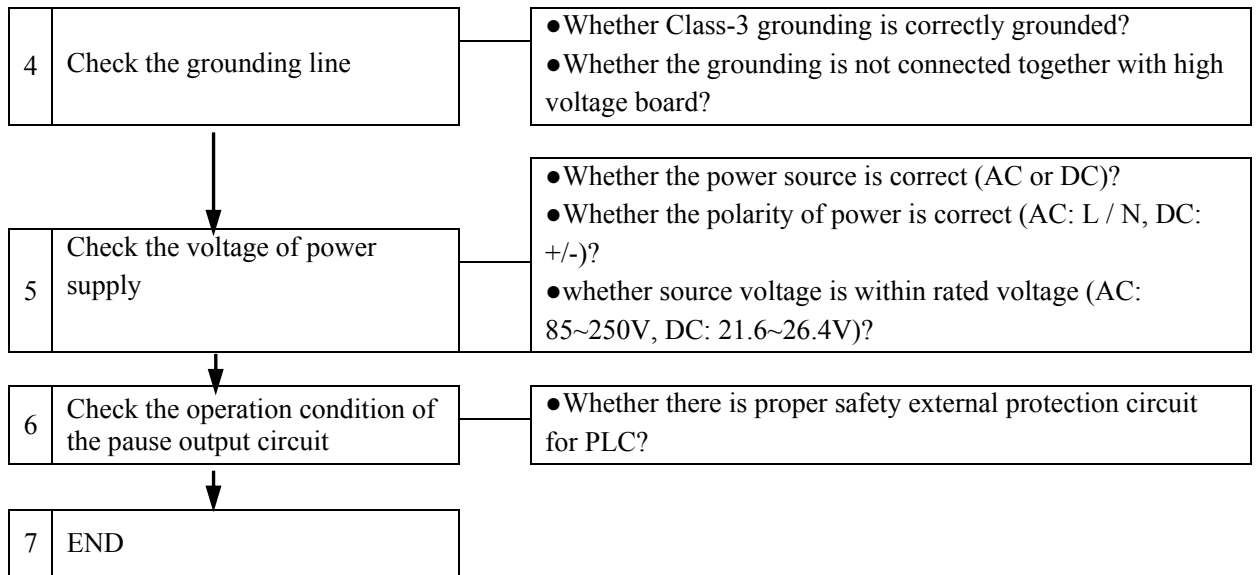 4 Check the grounding line
●Whether Class-3 grounding is correctly grounded?
●Whether the grounding is not connected together with high
voltage board?
5 Check the voltage of power
supply
●Whether the power source is correct (AC or DC)?
●Whether the polarity of power is correct (AC: L / N, DC:
+/-)?
●whether source voltage is within rated voltage (AC:
85~250V, DC: 21.6~26.4V)?
6 Check the operation condition of
the pause output circuit
●Whether there is proper safety external protection circuit
for PLC?
7 END